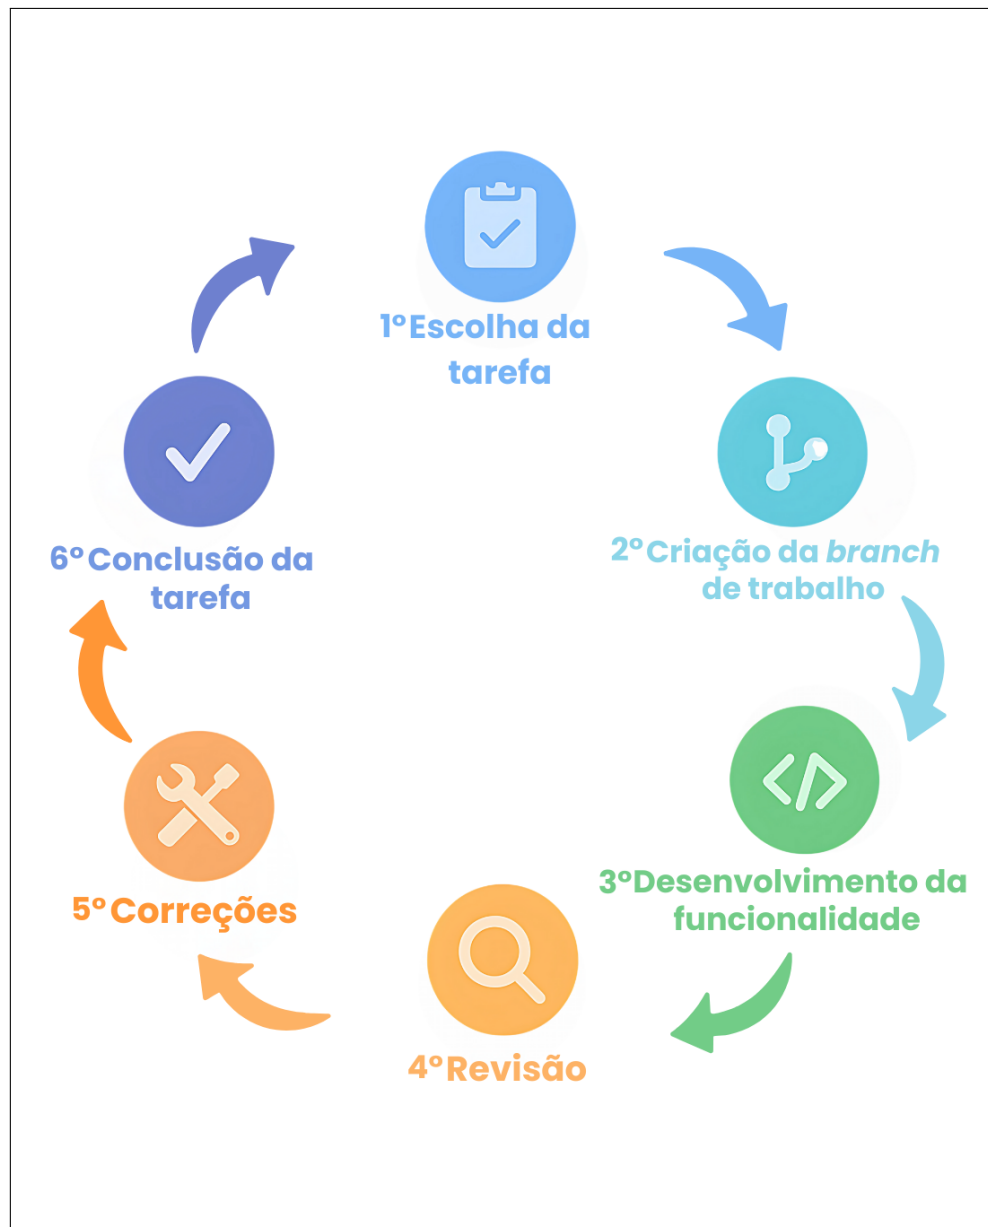 1º Escolha da
tarefa
2º Criação da branch
de trabalho
3º Desenvolvimento da
funcionalidade
4º Revisão
5º Correções
6º Conclusão da
tarefa